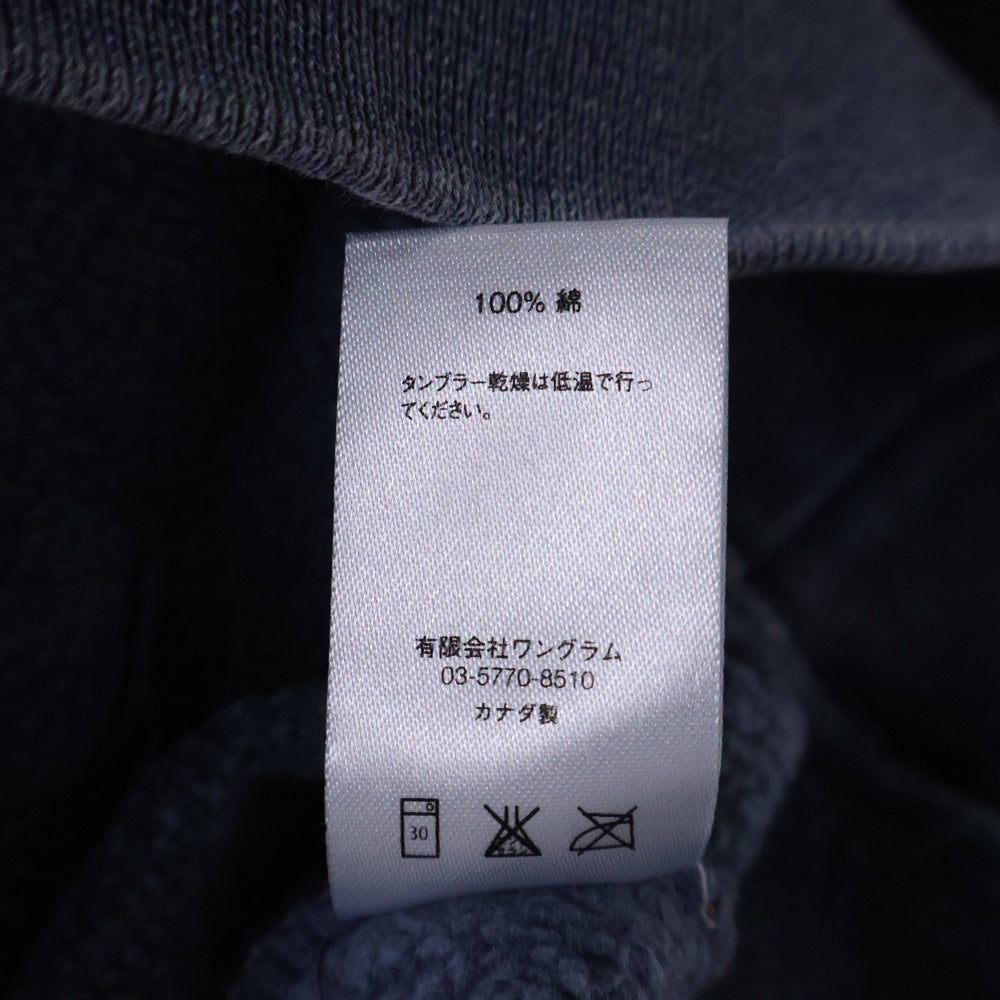 100% 綿
タンブラー乾燥は低温で行っ
てください。
有限会社ワングラム
03-5770-8510
カナダ製
30